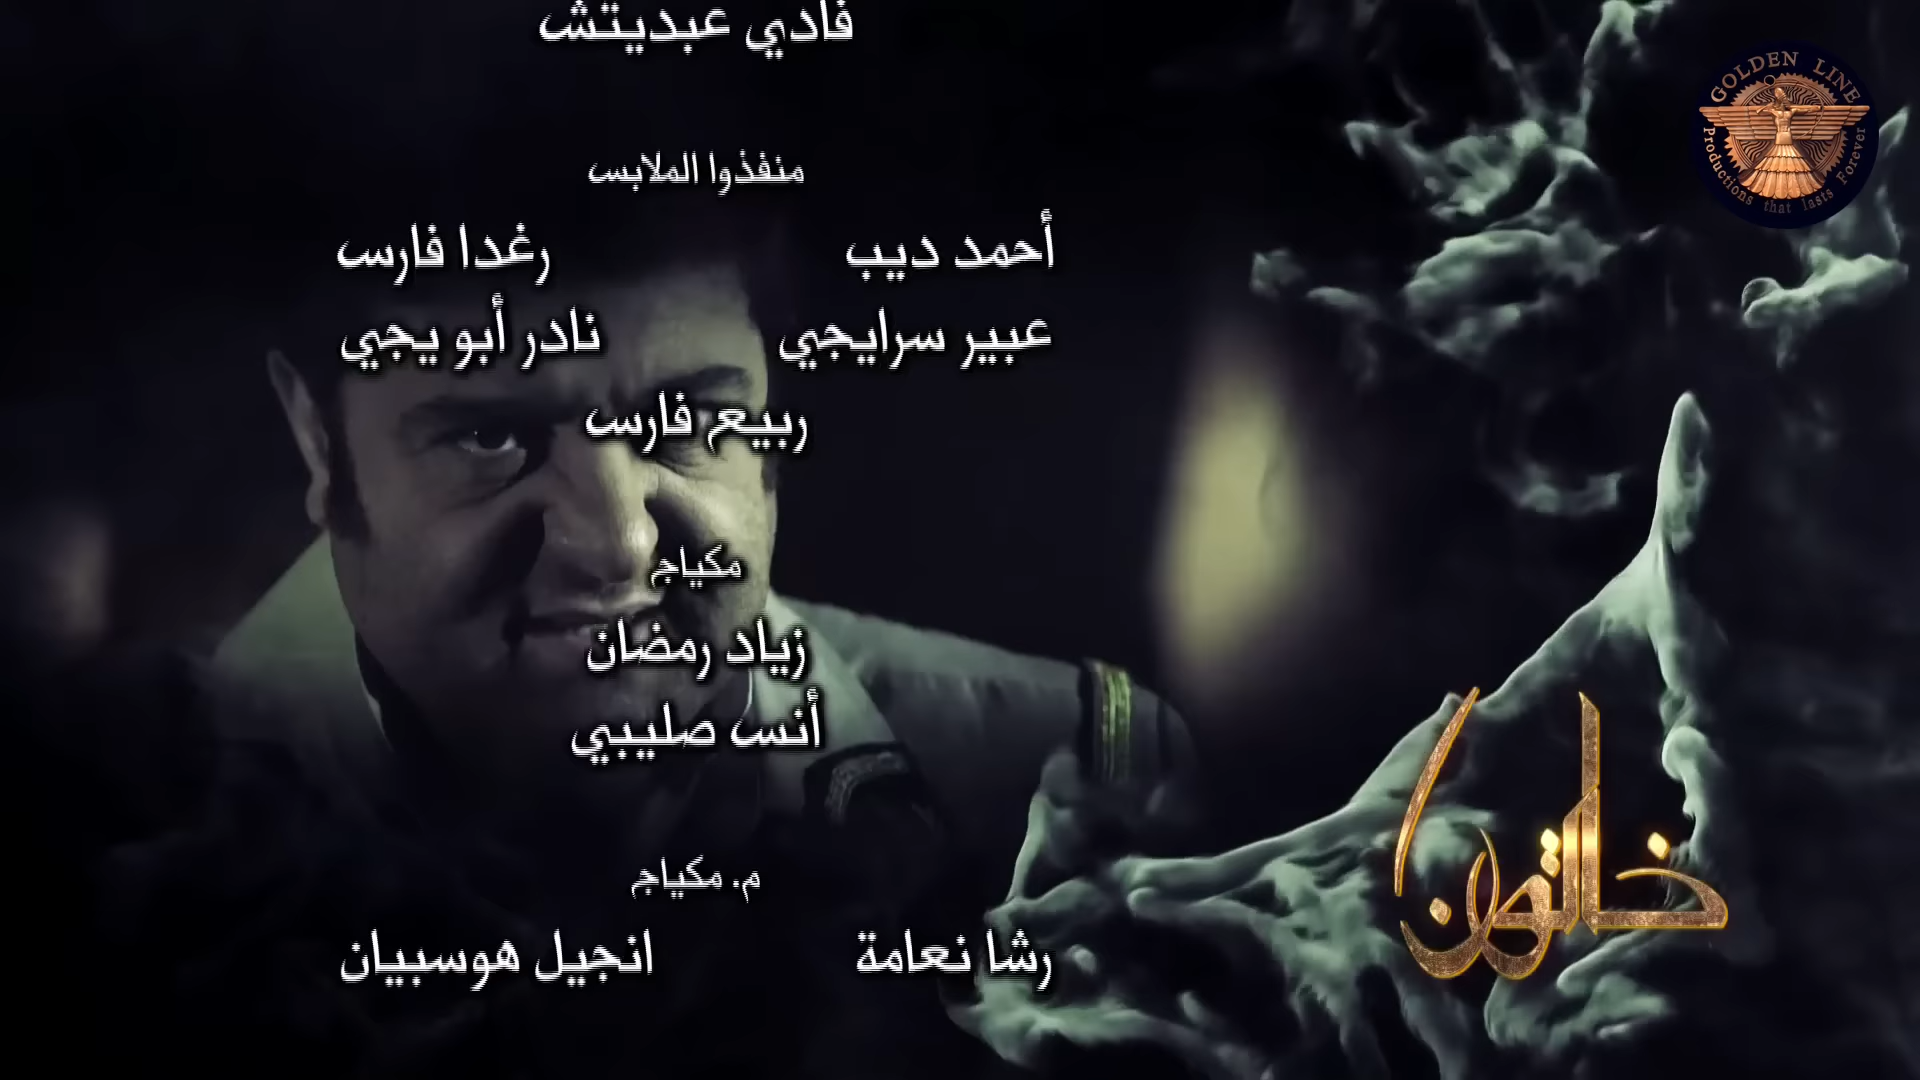 فادي عبديتش
GOLDEN LINE
Productions that lasts Forever
منفذوا الملابس
أحمد ديب رغدا فارس
عبير سرايجي نادر أبو يجي
ربيع فارس
مكياج
زياد رمضان
أنس صليبي
خاتون
م. مكياج
رشا نعامة انجيل هوسبيان